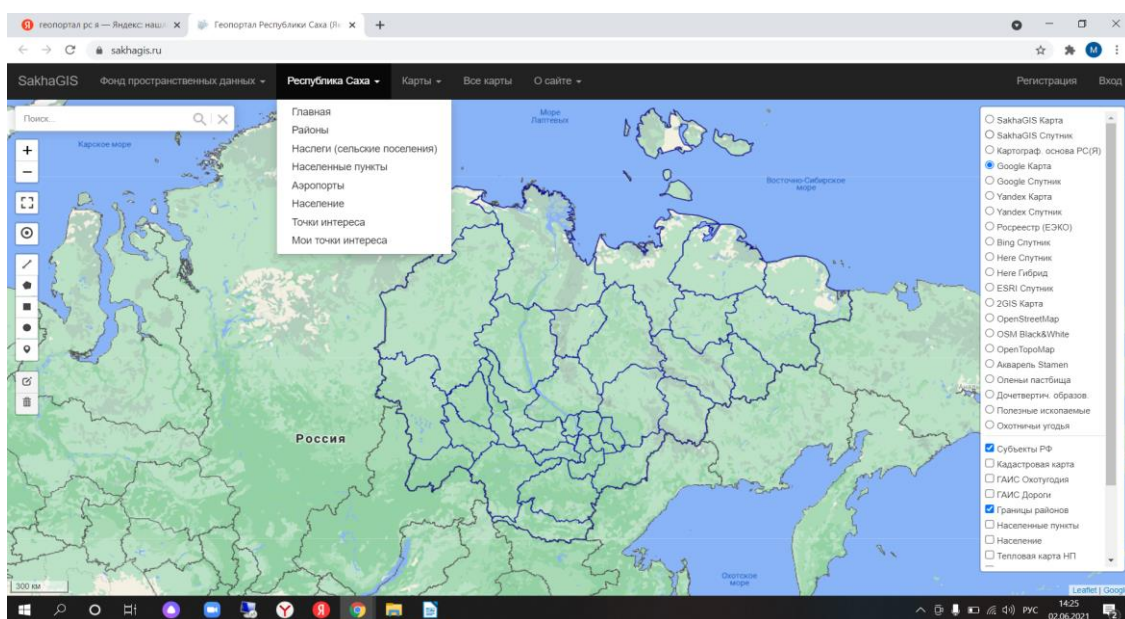 геопортал рс я — Яндекс: наш
Геопортал Республики Саха (Я
sakhagis.ru
M
SakhaGIS Фонд пространственных данных Республика Саха Карты Все карты О сайте Регистрация Вход
Поиск...
Главная
Районы
Наслеги (сельские поселения)
Населенные пункты
Аэропорты
Население
Точки интереса
Мои точки интереса
Карское море
Море
Лаптевых
Восточно-Сибирское
море
Россия
Охотское
море
300 км
SakhaGIS Карта
SakhaGIS Спутник
Картограф. основа РС(Я)
Google Карта
Google Спутник
Yandex Карта
Yandex Спутник
Росреестр (ЕЭКО)
Bing Спутник
Here Спутник
Here Гибрид
ESRI Спутник
2GIS Карта
OpenStreetMap
OSM Black&White
OpenTopoMap
Акварель Stamen
Оленьи пастбища
Дочетвертич. образов.
Полезные ископаемые
Охотничьи угодья
Субъекты РФ
Кадастровая карта
ГАИС Охотугодия
ГАИС Дороги
Границы районов
Населенные пункты
Население
Тепловая карта НП
Leaflet | Googl
РУС
14:25
02.06.2021
2